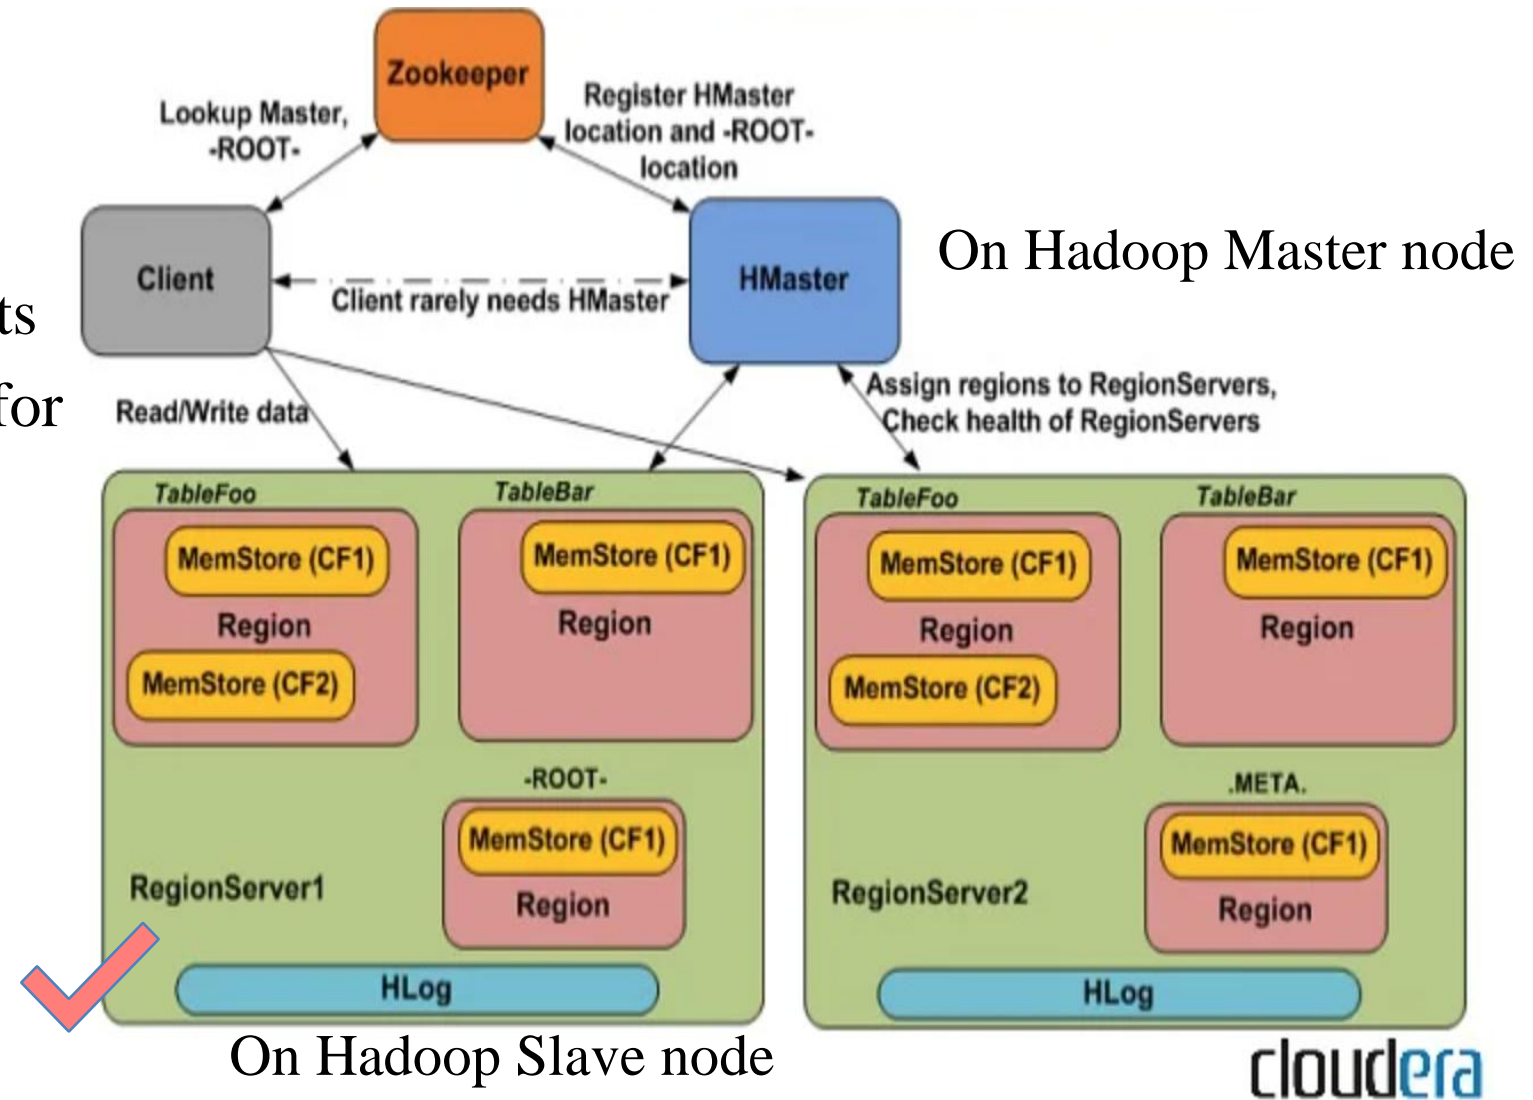 Zookeeper
Lookup Master,
-ROOT-
Register HMaster
location and -ROOT-
location
Client
HMaster
On Hadoop Master node
Client rarely needs HMaster
ts
for
Read/Write data
Assign regions to RegionServers,
Check health of RegionServers
TableFoo
TableBar
MemStore (CF1)
MemStore (CF1)
Region
Region
MemStore (CF2)
-ROOT-
MemStore (CF1)
RegionServer1
Region
HLog
On Hadoop Slave node
TableFoo
TableBar
MemStore (CF1)
MemStore (CF1)
Region
Region
MemStore (CF2)
.META.
MemStore (CF1)
RegionServer2
Region
HLog
cloudera